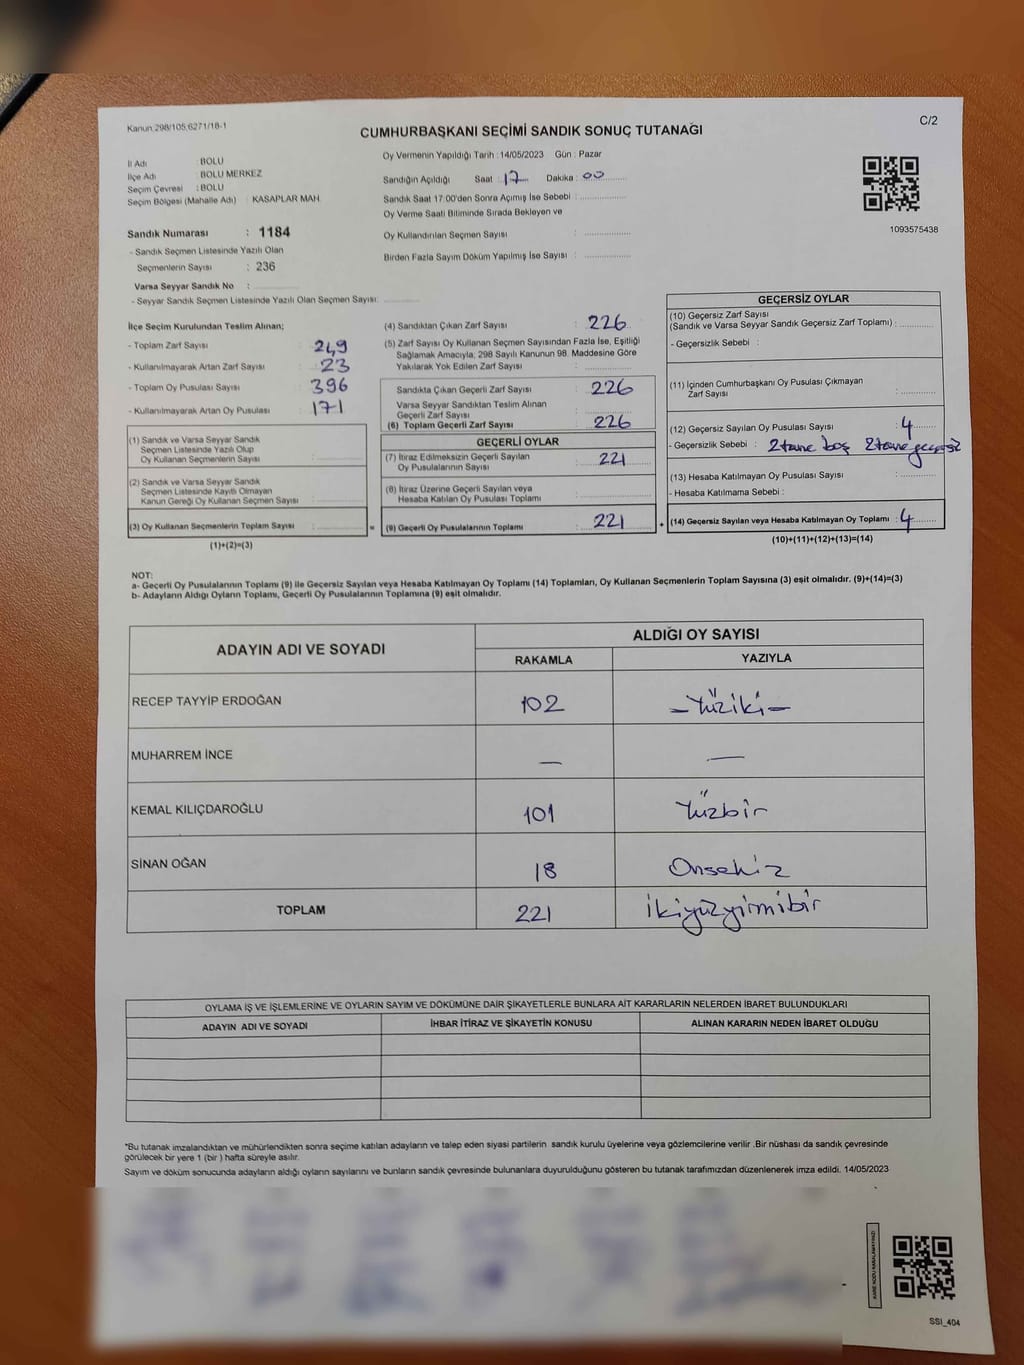 Kanun:298/105,6271/18-1
C/2
CUMHURBAŞKANI SEÇİMİ SANDIK SONUÇ TUTANAĞI
İl Adı : BOLU
İlçe Adı : BOLU MERKEZ
Seçim Çevresi : BOLU
Seçim Bölgesi (Mahalle Adı) : KASAPLAR MAH.
Sandık Numarası : 1184
- Sandık Seçmen Listesinde Yazılı Olan
Seçmenlerin Sayısı : 236
Varsa Seyyar Sandık No :
- Seyyar Sandık Seçmen Listesinde Yazılı Olan Seçmen Sayısı:
Oy Vermenin Yapıldığı Tarih :14/05/2023 Gün : Pazar
Sandığın Açıldığı Saat : 17 Dakika : 00
Sandık Saat 17:00'den Sonra Açımış İse Sebebi :
Oy Verme Saati Bitiminde Sırada Bekleyen ve
Oy Kullandırılan Seçmen Sayısı :
Birden Fazla Sayım Döküm Yapılmış İse Sayısı :
1093575438
İlçe Seçim Kurulundan Teslim Alınan;
- Toplam Zarf Sayısı : 249
- Kullanılmayarak Artan Zarf Sayısı : 23
- Toplam Oy Pusulası Sayısı : 396
- Kullanılmayarak Artan Oy Pusulası : 171
(1) Sandık ve Varsa Seyyar Sandık
Seçmen Listesinde Yazılı Olup
Oy Kullanan Seçmenlerin Sayısı :
(2) Sandık ve Varsa Seyyar Sandık
Seçmen Listesinde Kayıtlı Olmayan
Kanun Gereği Oy Kullanan Seçmen Sayısı :
(3) Oy Kullanan Seçmenlerin Toplam Sayısı : =
(1)+(2)=(3)
(4) Sandıktan Çıkan Zarf Sayısı : 226
(5) Zarf Sayısı Oy Kullanan Seçmen Sayısından Fazla İse, Eşitliği
Sağlamak Amacıyla; 298 Sayılı Kanunun 98. Maddesine Göre
Yakılarak Yok Edilen Zarf Sayısı :
Sandıkta Çıkan Geçerli Zarf Sayısı : 226
Varsa Seyyar Sandıktan Teslim Alınan
Geçerli Zarf Sayısı :
(6) Toplam Geçerli Zarf Sayısı : 226
GEÇERLİ OYLAR
(7) İtiraz Edilmeksizin Geçerli Sayılan
Oy Pusulalarının Sayısı : 221
(8) İtiraz Üzerine Geçerli Sayılan veya
Hesaba Katılan Oy Pusulası Toplamı :
(9) Geçerli Oy Pusulalarının Toplamı : 221 +
GEÇERSİZ OYLAR
(10) Geçersiz Zarf Sayısı
(Sandık ve Varsa Seyyar Sandık Geçersiz Zarf Toplamı) :
- Geçersizlik Sebebi :
(11) İçinden Cumhurbaşkanı Oy Pusulası Çıkmayan
Zarf Sayısı :
(12) Geçersiz Sayılan Oy Pusulası Sayısı : 4
- Geçersizlik Sebebi : 2 tane boş 2 tane geçersiz
(13) Hesaba Katılmayan Oy Pusulası Sayısı :
- Hesaba Katılmama Sebebi :
(14) Geçersiz Sayılan veya Hesaba Katılmayan Oy Toplamı : 4
(10)+(11)+(12)+(13)=(14)
NOT:
a- Geçerli Oy Pusulalarının Toplamı (9) ile Geçersiz Sayılan veya Hesaba Katılmayan Oy Toplamı (14) Toplamları, Oy Kullanan Seçmenlerin Toplam Sayısına (3) eşit olmalıdır. (9)+(14)=(3)
b- Adayların Aldığı Oyların Toplamı, Geçerli Oy Pusulalarının Toplamına (9) eşit olmalıdır.
ADAYIN ADI VE SOYADI
ALDIĞI OY SAYISI
RAKAMLA YAZIYLA
RECEP TAYYİP ERDOĞAN 102 -Yüziki-
MUHARREM İNCE — —
KEMAL KILIÇDAROĞLU 101 Yüzbir
SİNAN OĞAN 18 Onsekiz
TOPLAM 221 ikiyüzyirmibir
OYLAMA İŞ VE İŞLEMLERİNE VE OYLARIN SAYIM VE DÖKÜMÜNE DAİR ŞİKAYETLERLE BUNLARA AİT KARARLARIN NELERDEN İBARET BULUNDUKLARI
ADAYIN ADI VE SOYADI İHBAR İTİRAZ VE ŞİKAYETİN KONUSU ALINAN KARARIN NEDEN İBARET OLDUĞU
*Bu tutanak imzalandıktan ve mühürlendikten sonra seçime katılan adayların ve talep eden siyasi partilerin sandık kurulu üyelerine veya gözlemcilerine verilir .Bir nüshası da sandık çevresinde
görülecek bir yere 1 (bir ) hafta süreyle asılır.
Sayım ve döküm sonucunda adayların aldığı oyların sayılarını ve bunların sandık çevresinde bulunanlara duyurulduğunu gösteren bu tutanak tarafımızdan düzenlenerek imza edildi. 14/05/2023
SSI_404